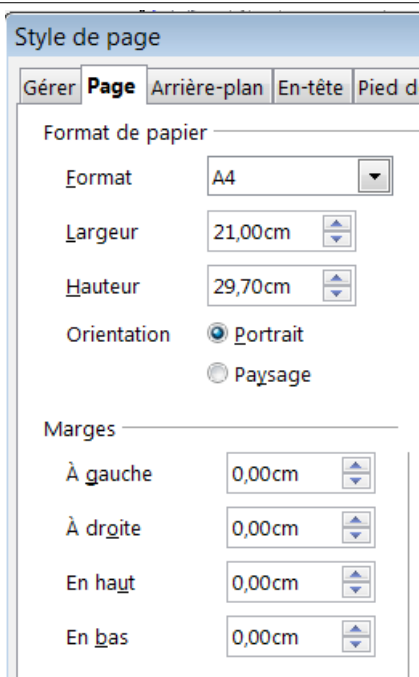 Style de page
Gérer Page Arrière-plan En-tête Pied d
Format de papier
Format A4
Largeur 21,00cm
Hauteur 29,70cm
Orientation Portrait
Paysage
Marges
À gauche 0,00cm
À droite 0,00cm
En haut 0,00cm
En bas 0,00cm